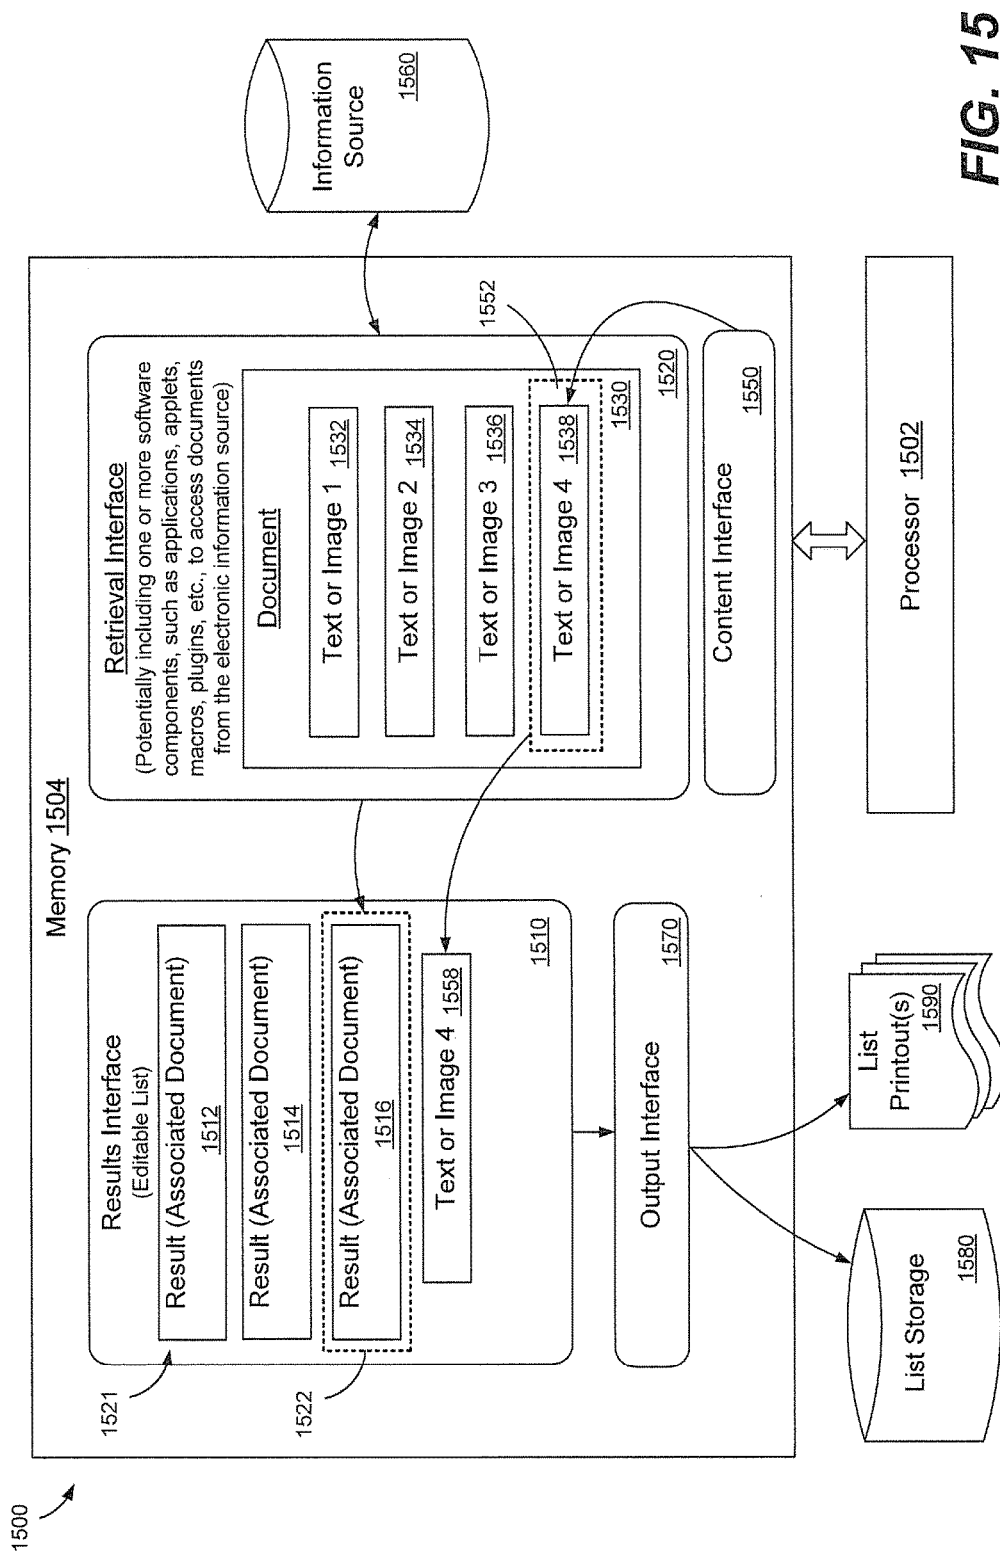 1500
Memory 1504
Results Interface
(Editable List)
1521
Result (Associated Document)
1512
Result (Associated Document)
1514
1522
Result (Associated Document)
1516
Text or Image 4 1558
1510
Output Interface
1570
List Storage
1580
List
Printout(s)
1590
Retrieval Interface
(Potentially including one or more software
components, such as applications, applets,
macros, plugins, etc., to access documents
from the electronic information source)
Document
Text or Image 1 1532
Text or Image 2 1534
Text or Image 3 1536
Text or Image 4 1538
1552
1530
1520
Content Interface
1550
Processor 1502
Information
Source
1560
FIG. 15